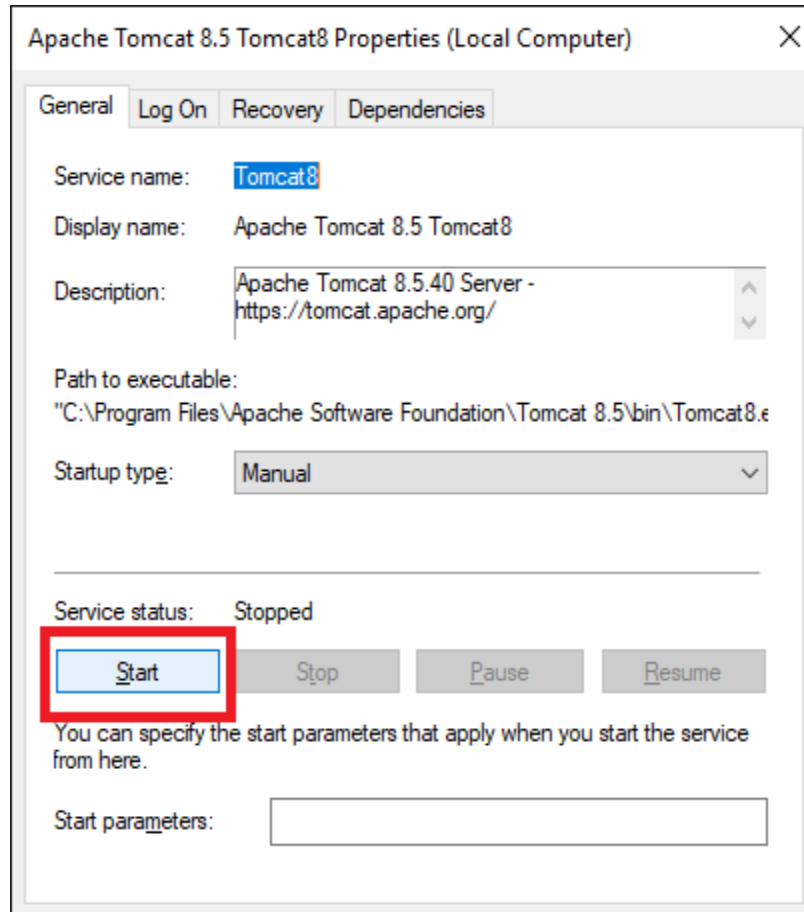 Apache Tomcat 8.5 Tomcat8 Properties (Local Computer)
General Log On Recovery Dependencies
Service name: Tomcat8
Display name: Apache Tomcat 8.5 Tomcat8
Description: Apache Tomcat 8.5.40 Server -
https://tomcat.apache.org/
Path to executable:
"C:\Program Files\Apache Software Foundation\Tomcat 8.5\bin\Tomcat8.e
Startup type: Manual
Service status: Stopped
Start Stop Pause Resume
You can specify the start parameters that apply when you start the service
from here.
Start parameters: